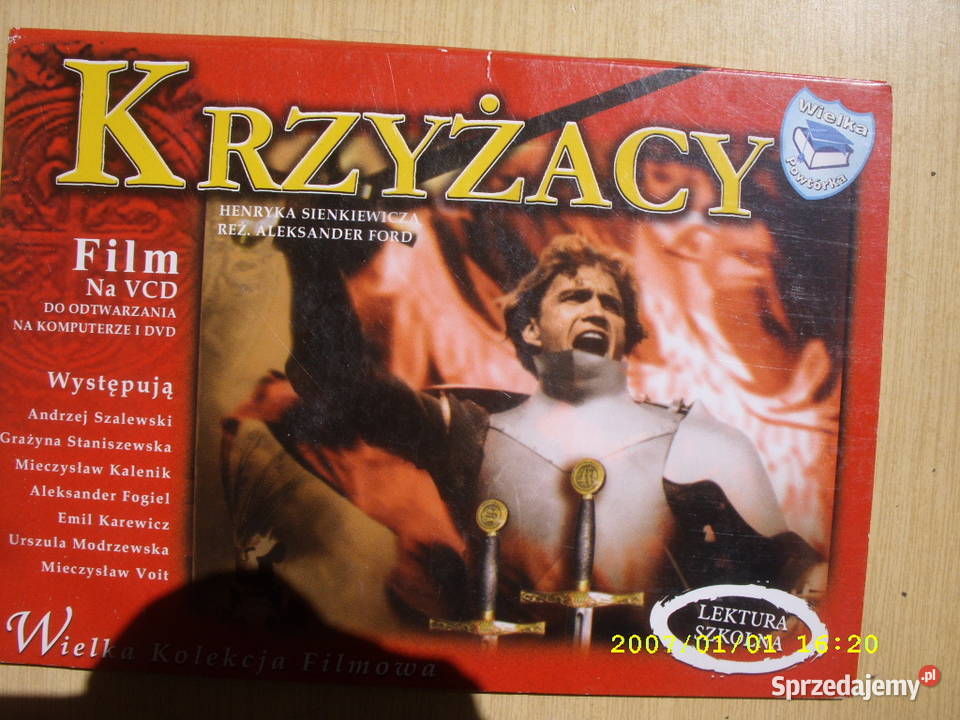 KRZYŻACY
Wielka
Powtórka
HENRYKA SIENKIEWICZA
REŻ. ALEKSANDER FORD
Film
Na VCD
DO ODTWARZANIA
NA KOMPUTERZE I DVD
Występują
Andrzej Szalewski
Grażyna Staniszewska
Mieczysław Kalenik
Aleksander Fogiel
Emil Karewicz
Urszula Modrzewska
Mieczysław Voit
Wielka Kolekcja Filmowa
LEKTURA
SZKOLNA
2007/01/01 16:20
Sprzedajemy.pl